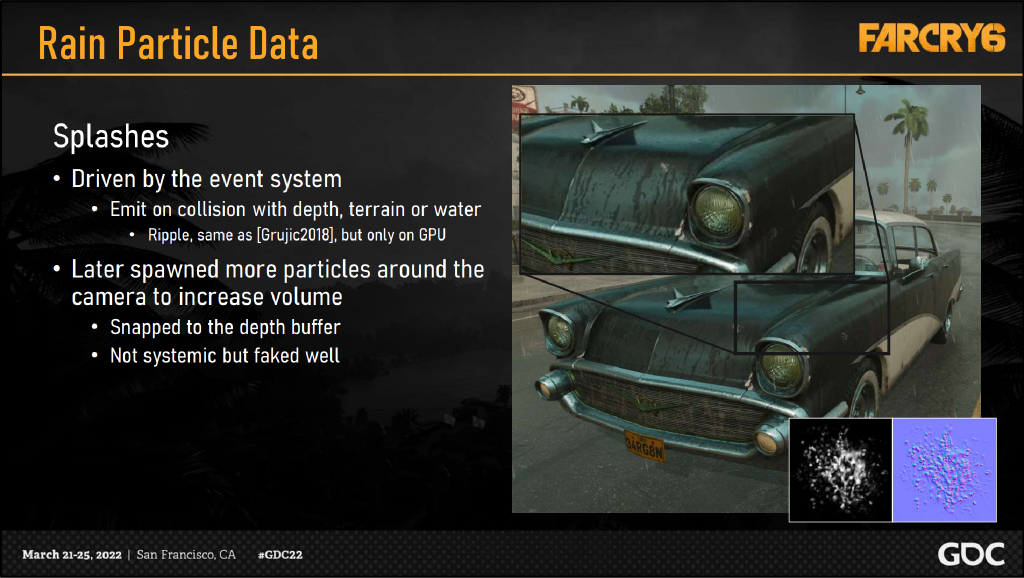 Rain Particle Data
FARCRY6
Splashes
• Driven by the event system
• Emit on collision with depth, terrain or water
• Ripple, same as [Grujic2018], but only on GPU
• Later spawned more particles around the
camera to increase volume
• Snapped to the depth buffer
• Not systemic but faked well
March 21-25, 2022 | San Francisco, CA #GDC22
GDC